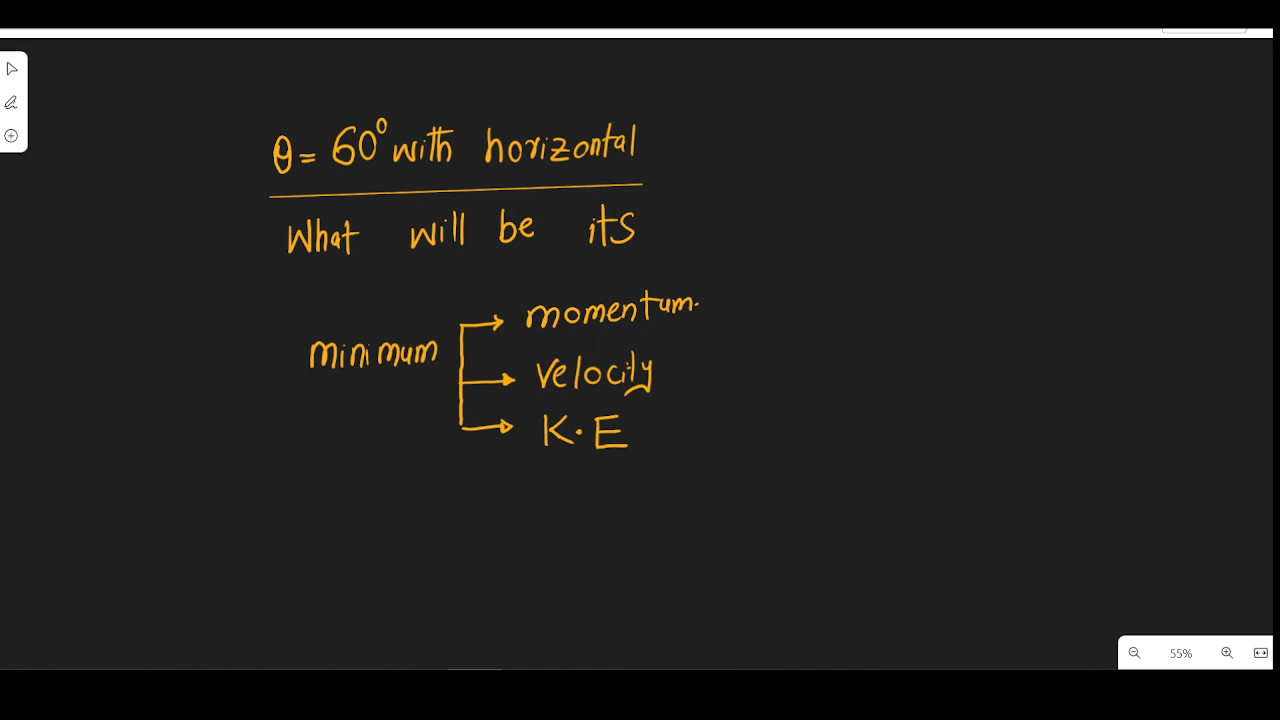 θ = 60° with horizontal
What will be its
minimum
momentum.
velocity
K.E
55%